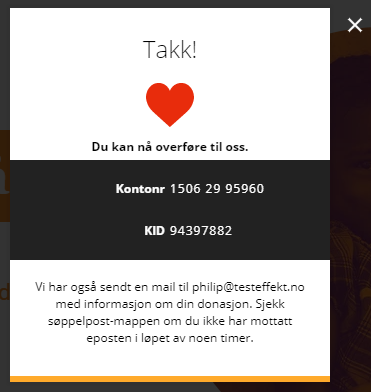 Takk!
Du kan nå overføre til oss.
Kontonr 1506 29 95960
KID 94397882
Vi har også sendt en mail til philip@testeffekt.no
med informasjon om din donasjon. Sjekk
søppelpost-mappen om du ikke har mottatt
eposten i løpet av noen timer.